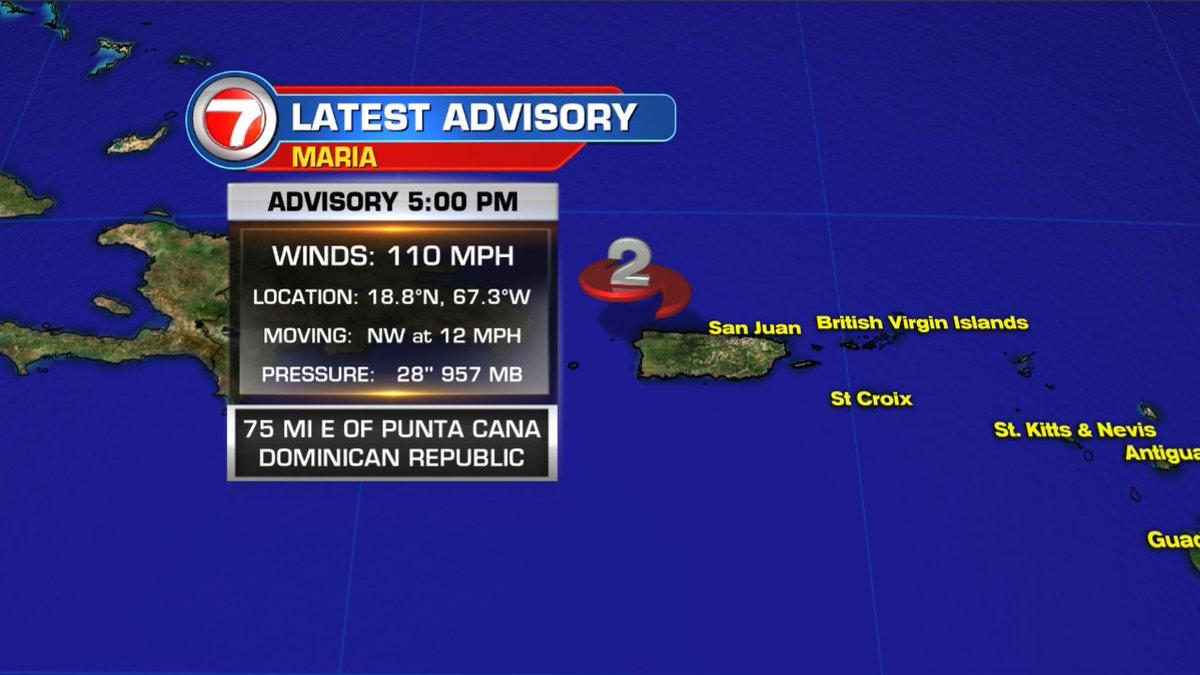 7
LATEST ADVISORY
MARIA
ADVISORY 5:00 PM
WINDS: 110 MPH
LOCATION: 18.8°N, 67.3°W
MOVING: NW at 12 MPH
PRESSURE: 28" 957 MB
75 MI E OF PUNTA CANA
DOMINICAN REPUBLIC
2
San Juan
British Virgin Islands
St Croix
St. Kitts & Nevis
Antigua
Guad